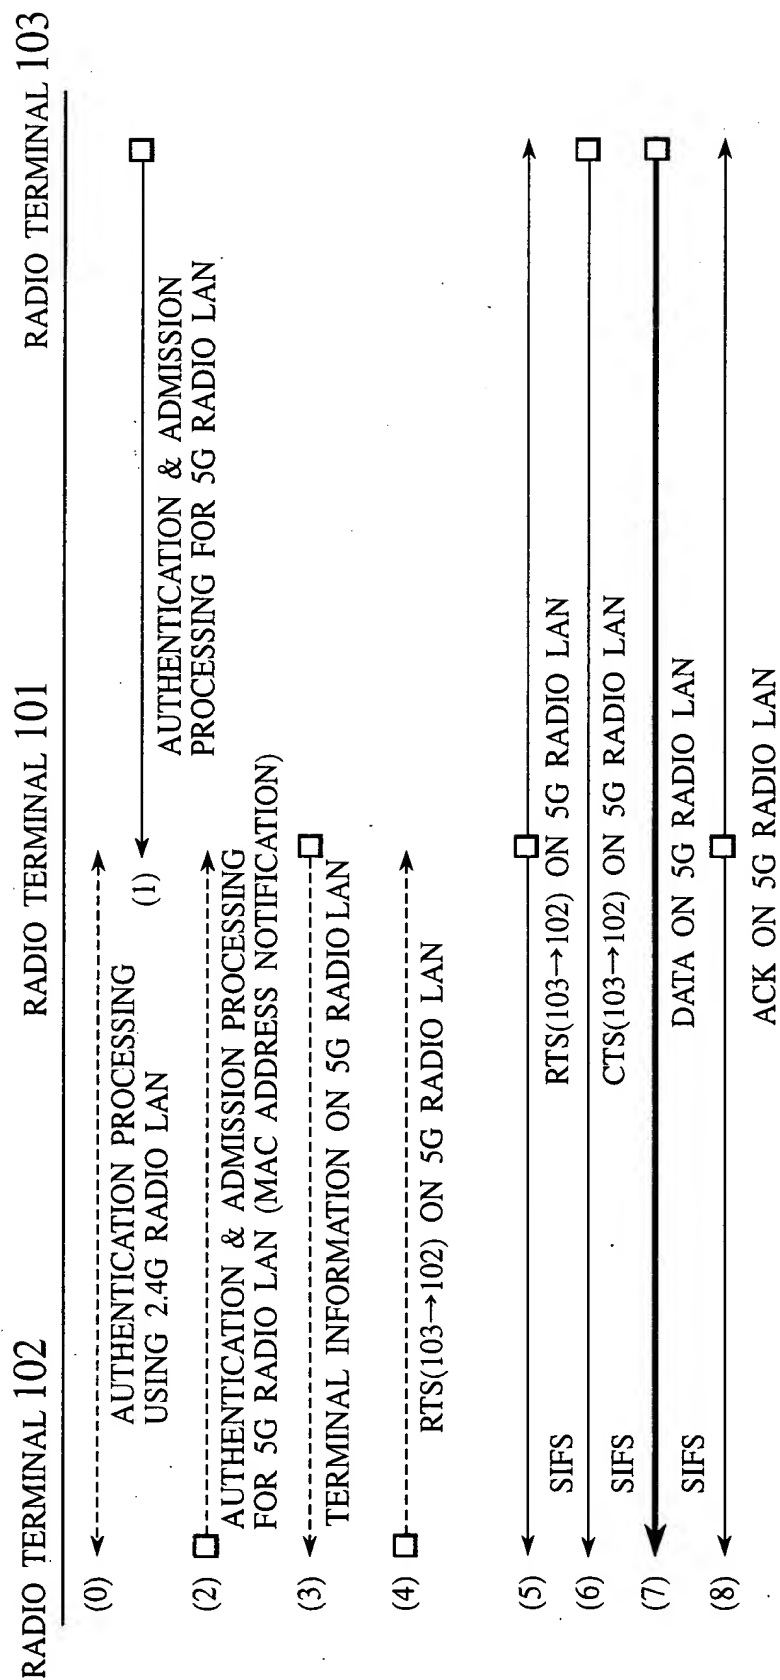 RADIO TERMINAL 102
RADIO TERMINAL 101
RADIO TERMINAL 103
(0)
AUTHENTICATION PROCESSING
USING 2.4G RADIO LAN
(1)
AUTHENTICATION & ADMISSION
PROCESSING FOR 5G RADIO LAN
(2)
AUTHENTICATION & ADMISSION PROCESSING
FOR 5G RADIO LAN (MAC ADDRESS NOTIFICATION)
(3)
TERMINAL INFORMATION ON 5G RADIO LAN
(4)
RTS(103→102) ON 5G RADIO LAN
(5)
SIFS
RTS(103→102) ON 5G RADIO LAN
(6)
SIFS
CTS(103→102) ON 5G RADIO LAN
(7)
SIFS
DATA ON 5G RADIO LAN
(8)
ACK ON 5G RADIO LAN